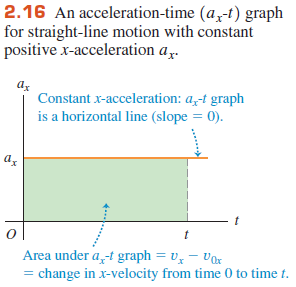 2.16 An acceleration-time (aₓ-t) graph
for straight-line motion with constant
positive x-acceleration aₓ.
aₓ
Constant x-acceleration: aₓ-t graph
is a horizontal line (slope = 0).
aₓ
t
O
t
Area under aₓ-t graph = vₓ − v₀ₓ
= change in x-velocity from time 0 to time t.